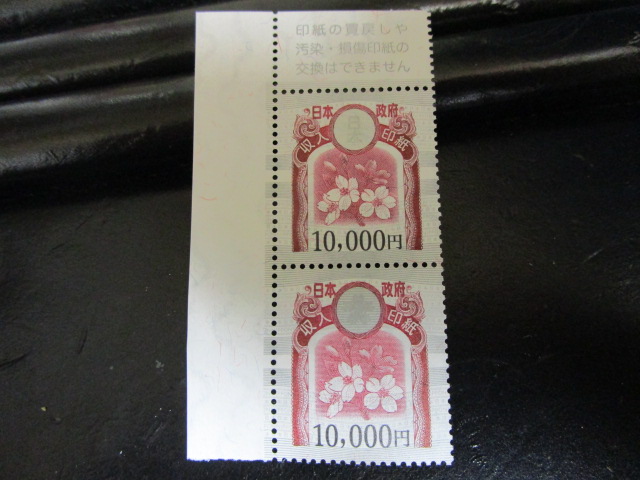 印紙の買戻しや
汚染・損傷印紙の
交換はできません
日本 政府
収入印紙
10,000円
日本 政府
収入印紙
10,000円